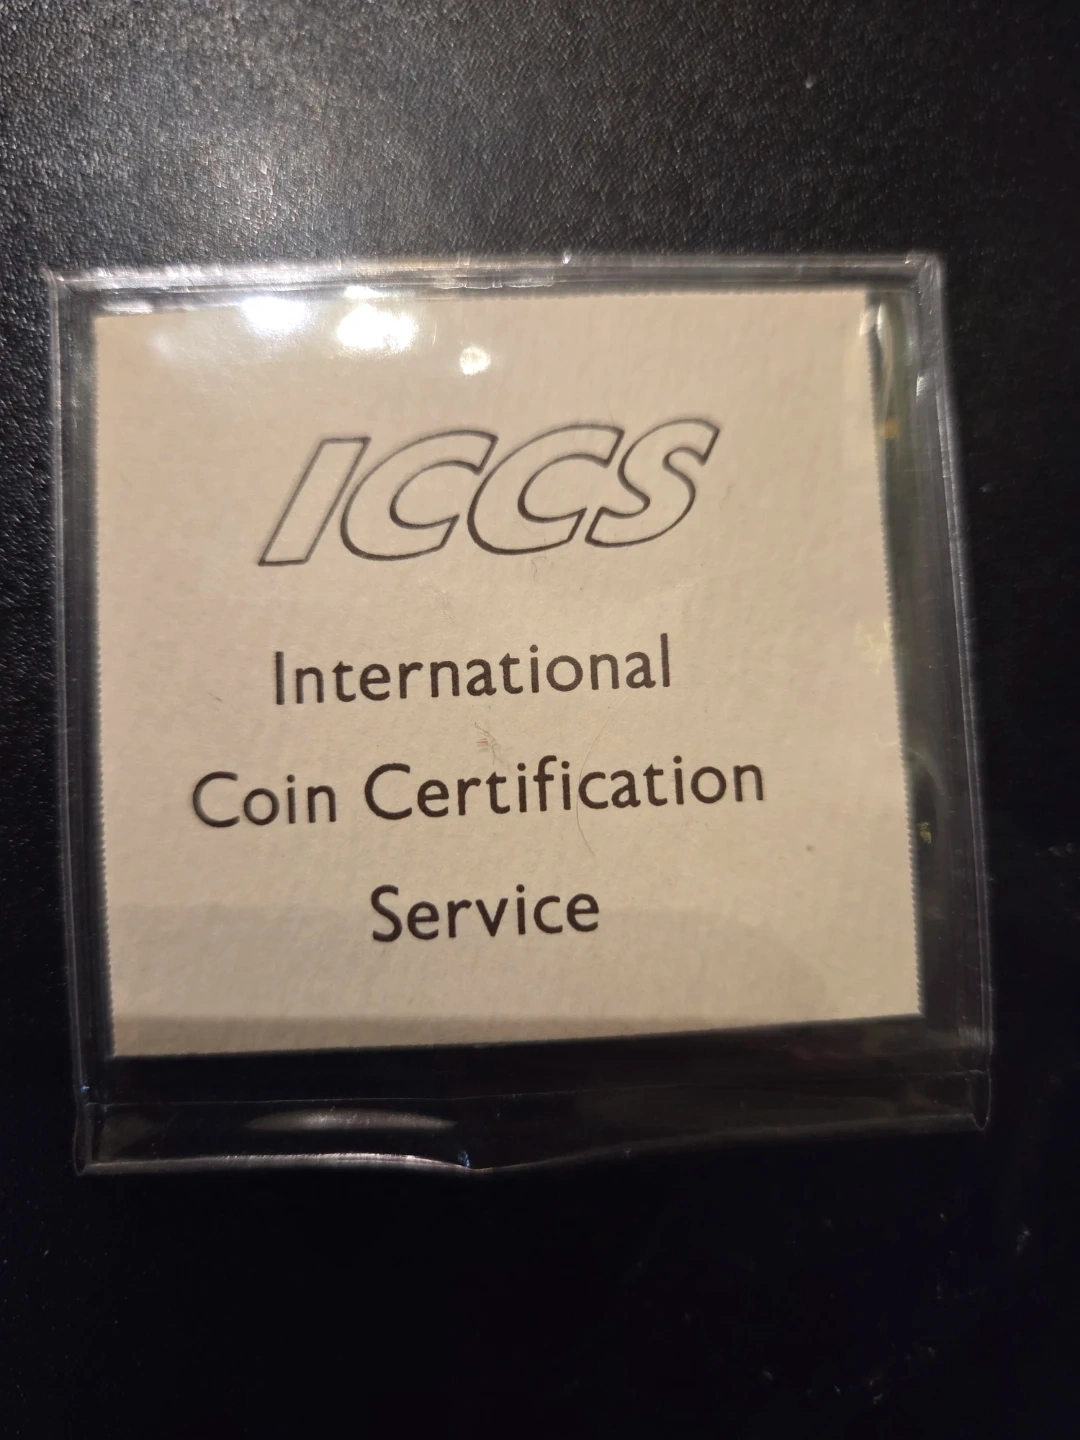 ICCS
International
Coin Certification
Service